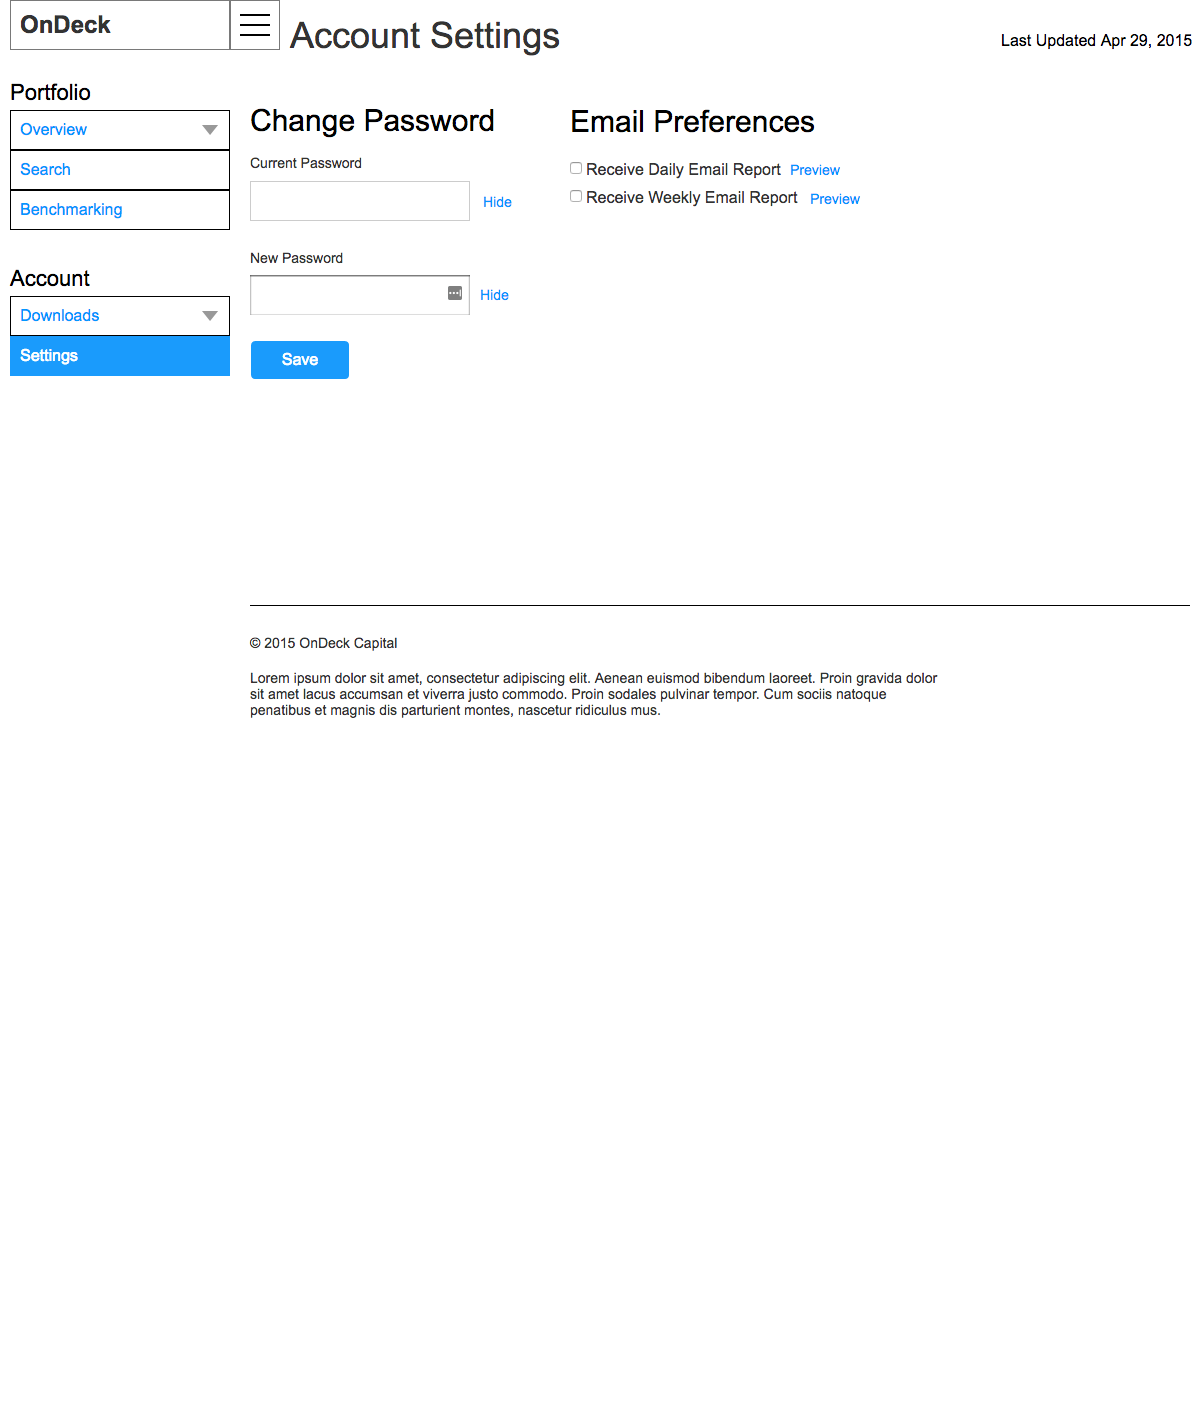 OnDeck
Account Settings
Last Updated Apr 29, 2015
Portfolio
Overview
Search
Benchmarking
Account
Downloads
Settings
Change Password
Current Password
Hide
New Password
Hide
Save
Email Preferences
Receive Daily Email Report Preview
Receive Weekly Email Report Preview
© 2015 OnDeck Capital
Lorem ipsum dolor sit amet, consectetur adipiscing elit. Aenean euismod bibendum laoreet. Proin gravida dolor
sit amet lacus accumsan et viverra justo commodo. Proin sodales pulvinar tempor. Cum sociis natoque
penatibus et magnis dis parturient montes, nascetur ridiculus mus.